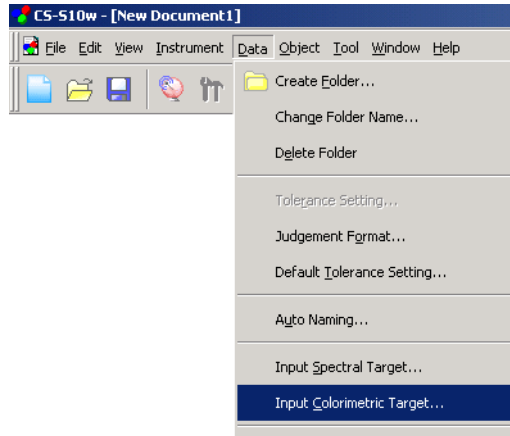 CS-S10w - [New Document1]
File Edit View Instrument Data Object Tool Window Help
Create Folder...
Change Folder Name...
Delete Folder
Tolerance Setting...
Judgement Format...
Default Tolerance Setting...
Auto Naming...
Input Spectral Target...
Input Colorimetric Target...